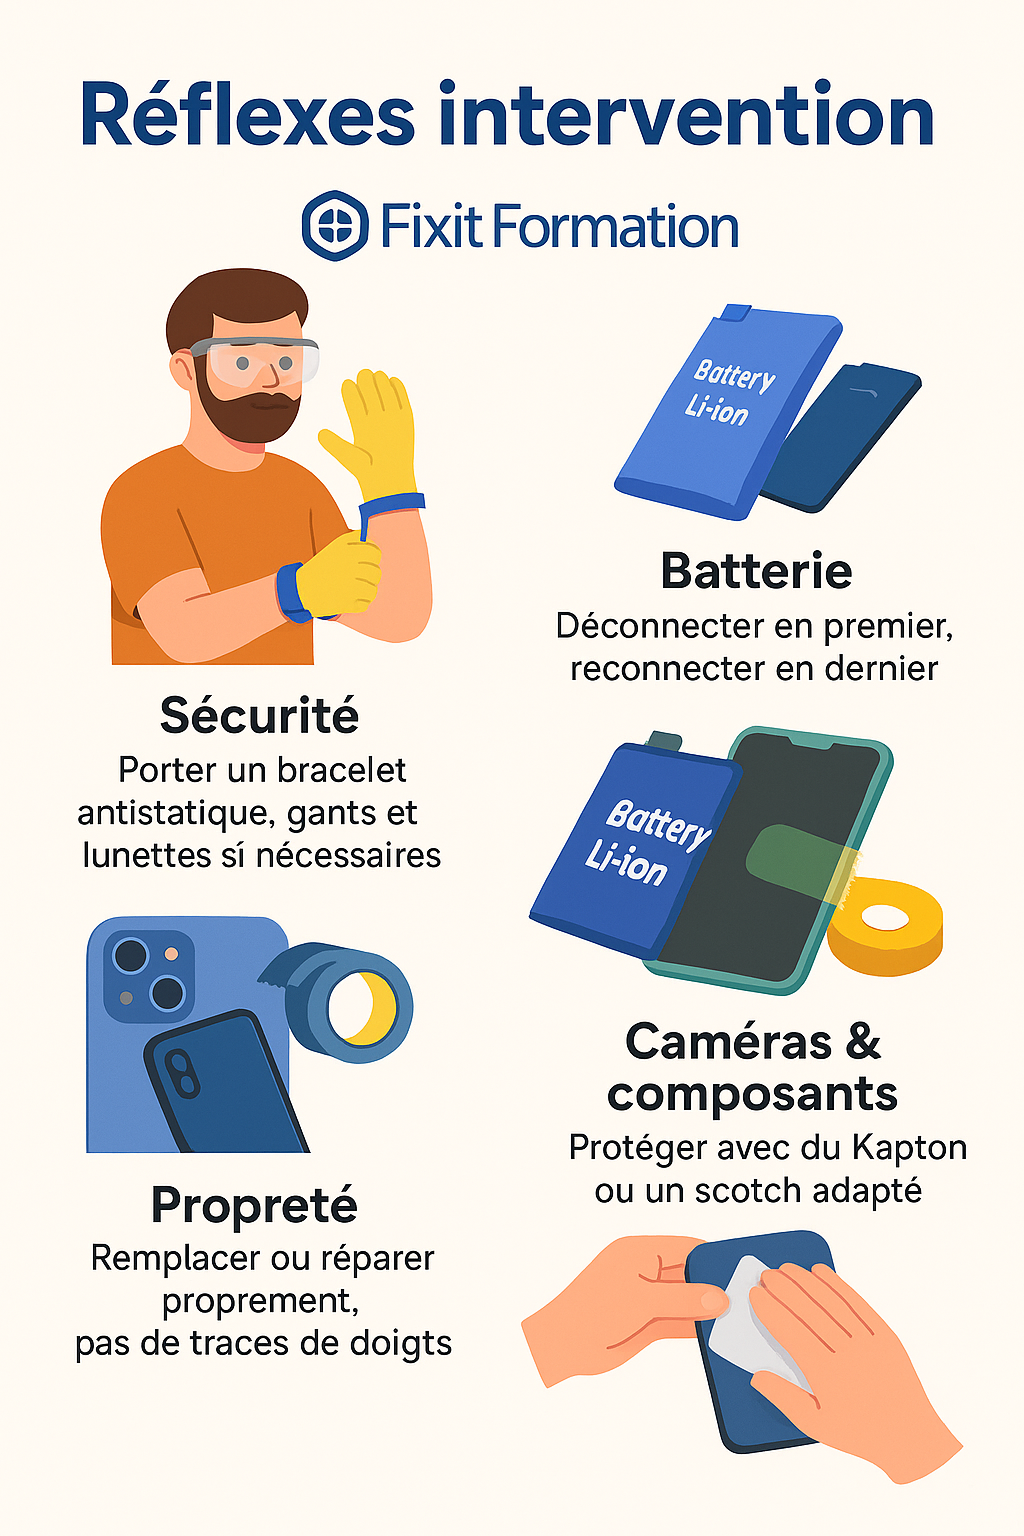 Réflexes intervention
Fixit Formation
Battery
Li-ion
Batterie
Déconnecter en premier,
reconnecter en dernier
Sécurité
Porter un bracelet
antistatique, gants et
lunettes sí nécessaires
Battery
Li-ion
Caméras &
composants
Protéger avec du Kapton
ou un scotch adapté
Propreté
Remplacer ou réparer
proprement,
pas de traces de doigts